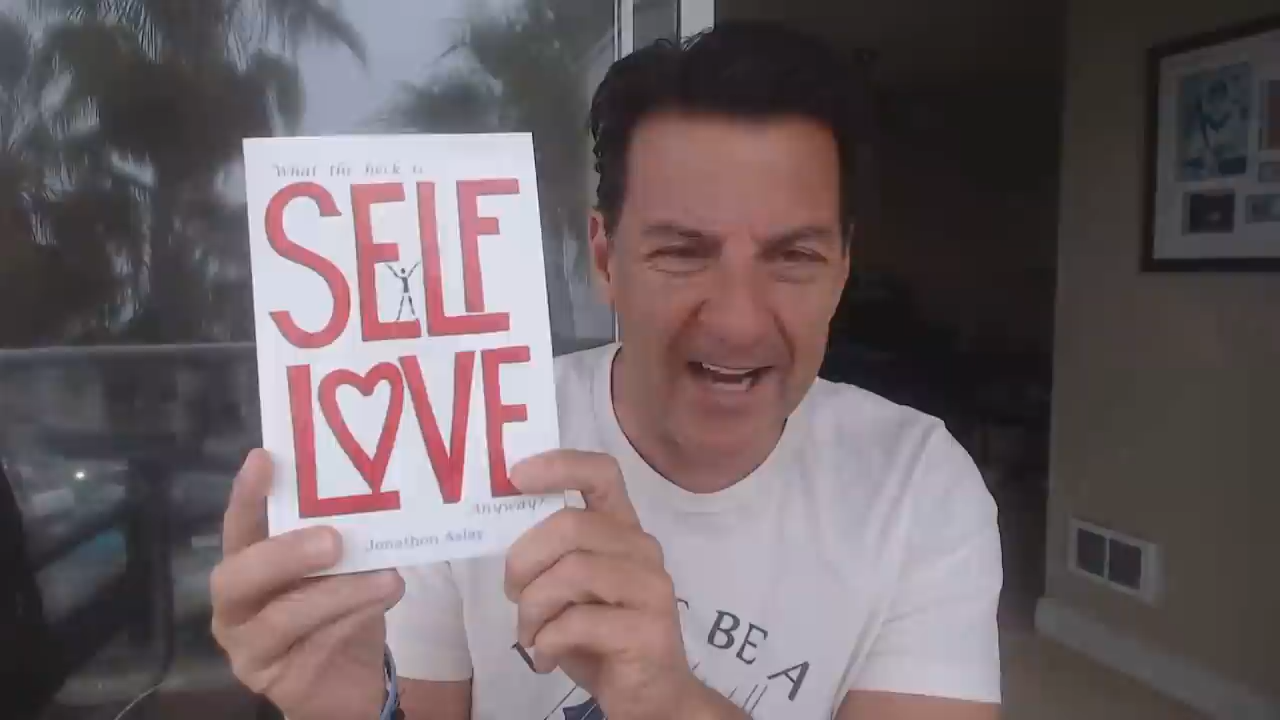 What the heck is
SELF
LOVE
Anyway?
Jonathon Aslay
BE A